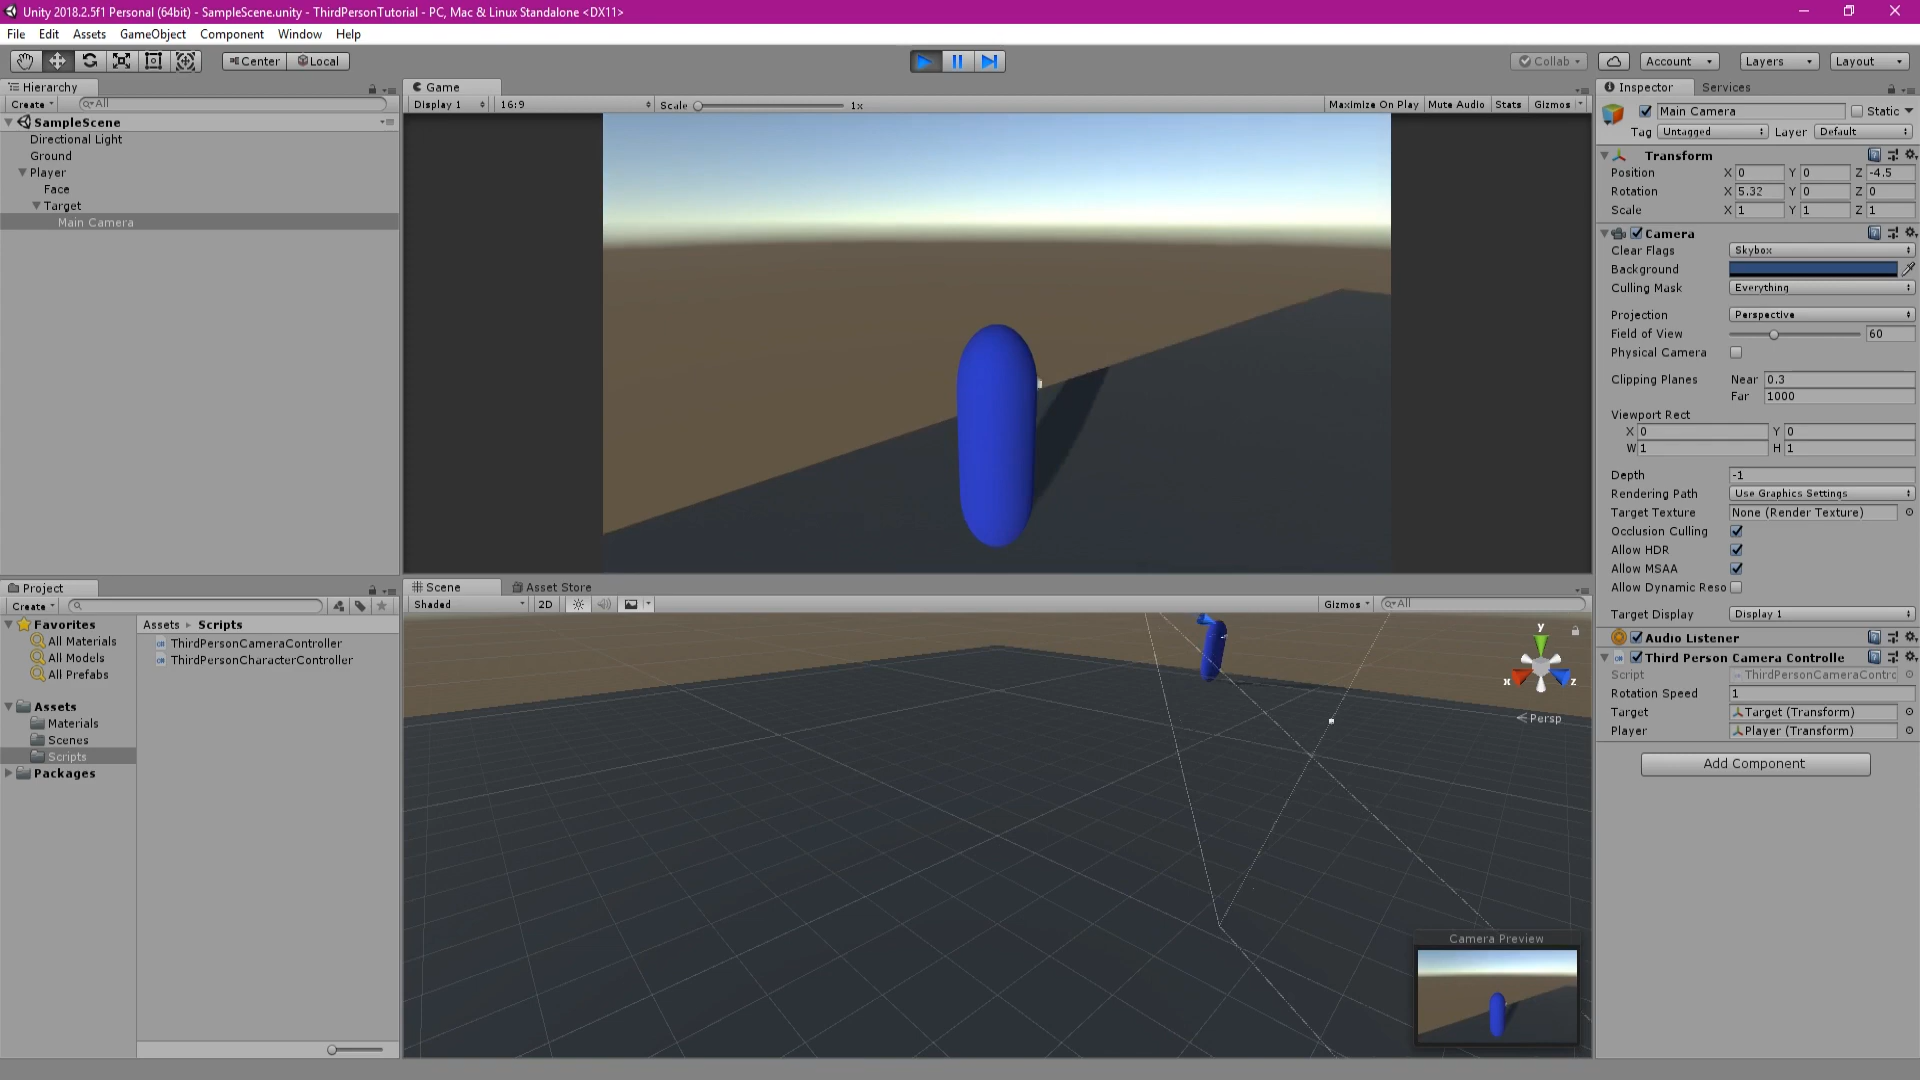 Unity 2018.2.5f1 Personal (64bit) - SampleScene.unity - ThirdPersonTutorial - PC, Mac & Linux Standalone <DX11>
File Edit Assets GameObject Component Window Help
Center Local Collab Account Layers Layout
Hierarchy
Create All
SampleScene
Directional Light
Ground
Player
Face
Target
Main Camera
Game
Display 1 16:9 Scale 1x Maximize On Play Mute Audio Stats Gizmos
Project
Create
Favorites
All Materials
All Models
All Prefabs
Assets
Materials
Scenes
Scripts
Packages
Assets Scripts
ThirdPersonCameraController
ThirdPersonCharacterController
Scene Asset Store
Shaded 2D Gizmos All
y
x
z
Persp
Camera Preview
Inspector Services
Main Camera Static
Tag Untagged Layer Default
Transform
Position X 0 Y 0 Z -4.5
Rotation X 5.32 Y 0 Z 0
Scale X 1 Y 1 Z 1
Camera
Clear Flags Skybox
Background
Culling Mask Everything
Projection Perspective
Field of View 60
Physical Camera
Clipping Planes Near 0.3
Far 1000
Viewport Rect
X 0 Y 0
W 1 H 1
Depth -1
Rendering Path Use Graphics Settings
Target Texture None (Render Texture)
Occlusion Culling
Allow HDR
Allow MSAA
Allow Dynamic Reso
Target Display Display 1
Audio Listener
Third Person Camera Controlle
Script ThirdPersonCameraContro
Rotation Speed 1
Target Target (Transform)
Player Player (Transform)
Add Component